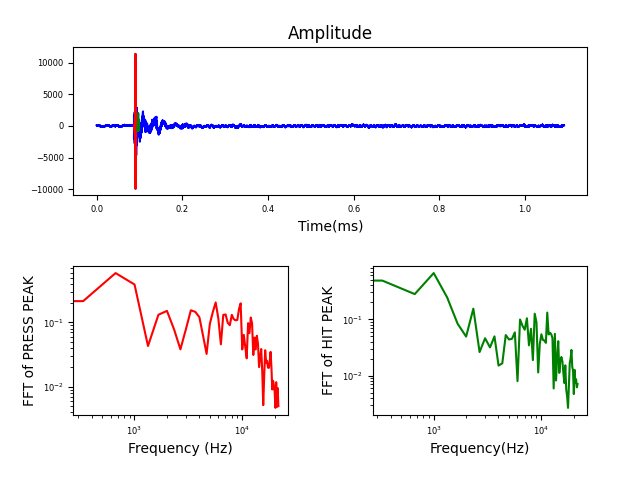 Amplitude
10000
5000
0
−5000
−10000
0.0 0.2 0.4 0.6 0.8 1.0
Time(ms)
FFT of PRESS PEAK
10⁻¹
10⁻²
10³ 10⁴
Frequency (Hz)
FFT of HIT PEAK
10⁻¹
10⁻²
10³ 10⁴
Frequency(Hz)